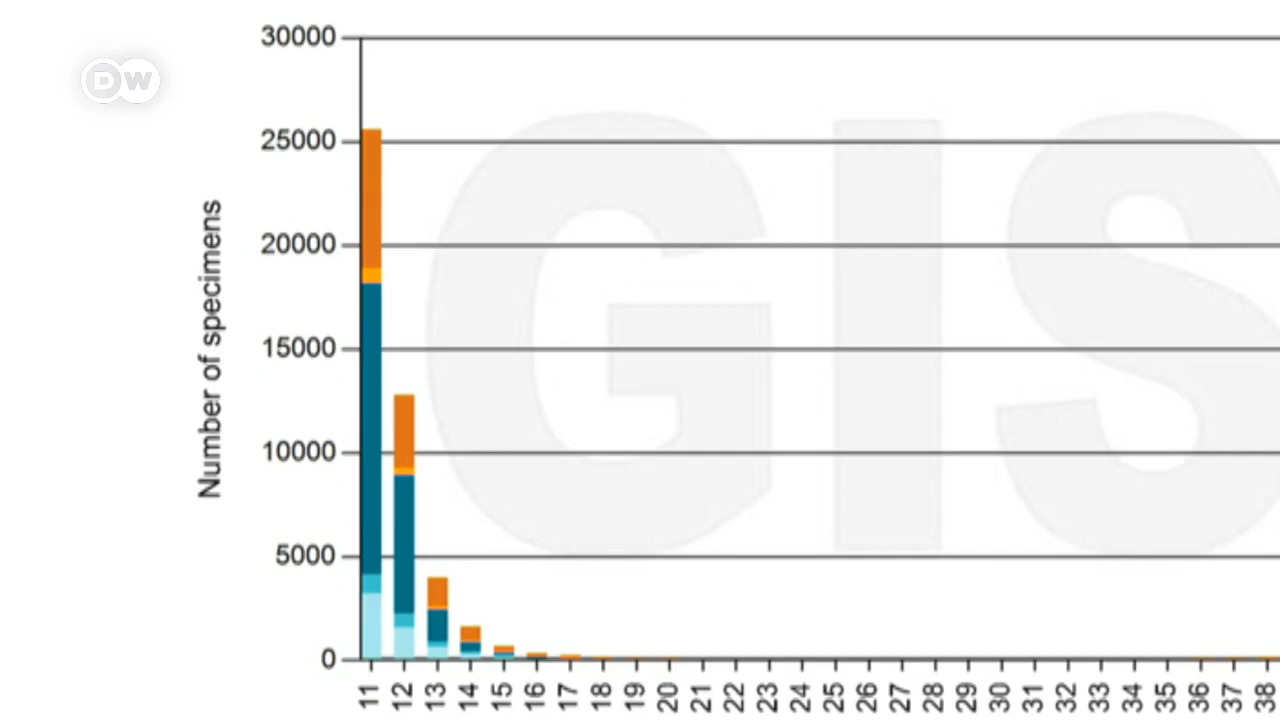 DW
30000
25000
20000
15000
10000
5000
0
Number of specimens
GIS
11 12 13 14 15 16 17 18 19 20 21 22 23 24 25 26 27 28 29 30 31 32 33 34 35 36 37 38